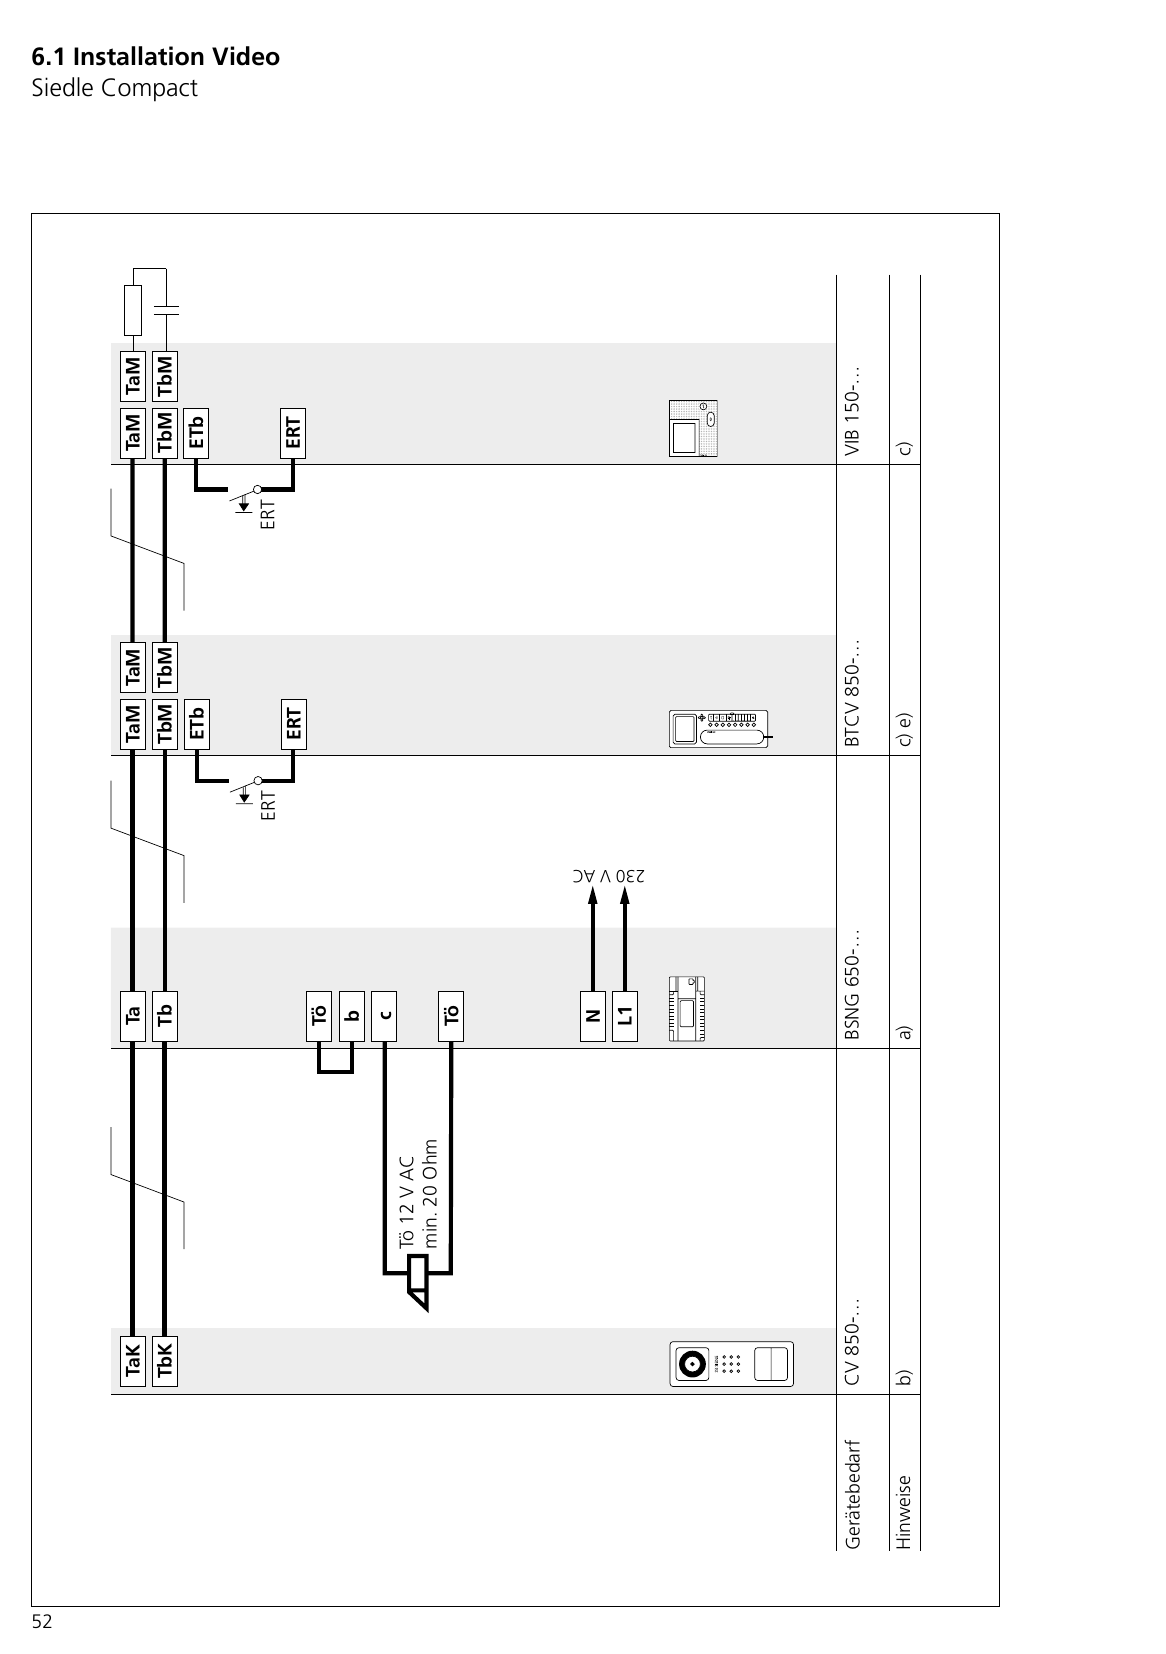 6.1 Installation Video
Siedle Compact
TaM
TbM
TaM
TbM
ETb
ERT
ERT
VIB 150-…
c)
TaM
TbM
TaM
TbM
ETb
ERT
ERT
BTCV 850-…
c) e)
230 V AC
Ta
Tb
Tö
b
c
Tö
N
L1
BSNG 650-…
a)
Tö 12 V AC
min. 20 Ohm
TaK
TbK
CV 850-…
b)
Gerätebedarf
Hinweise
52